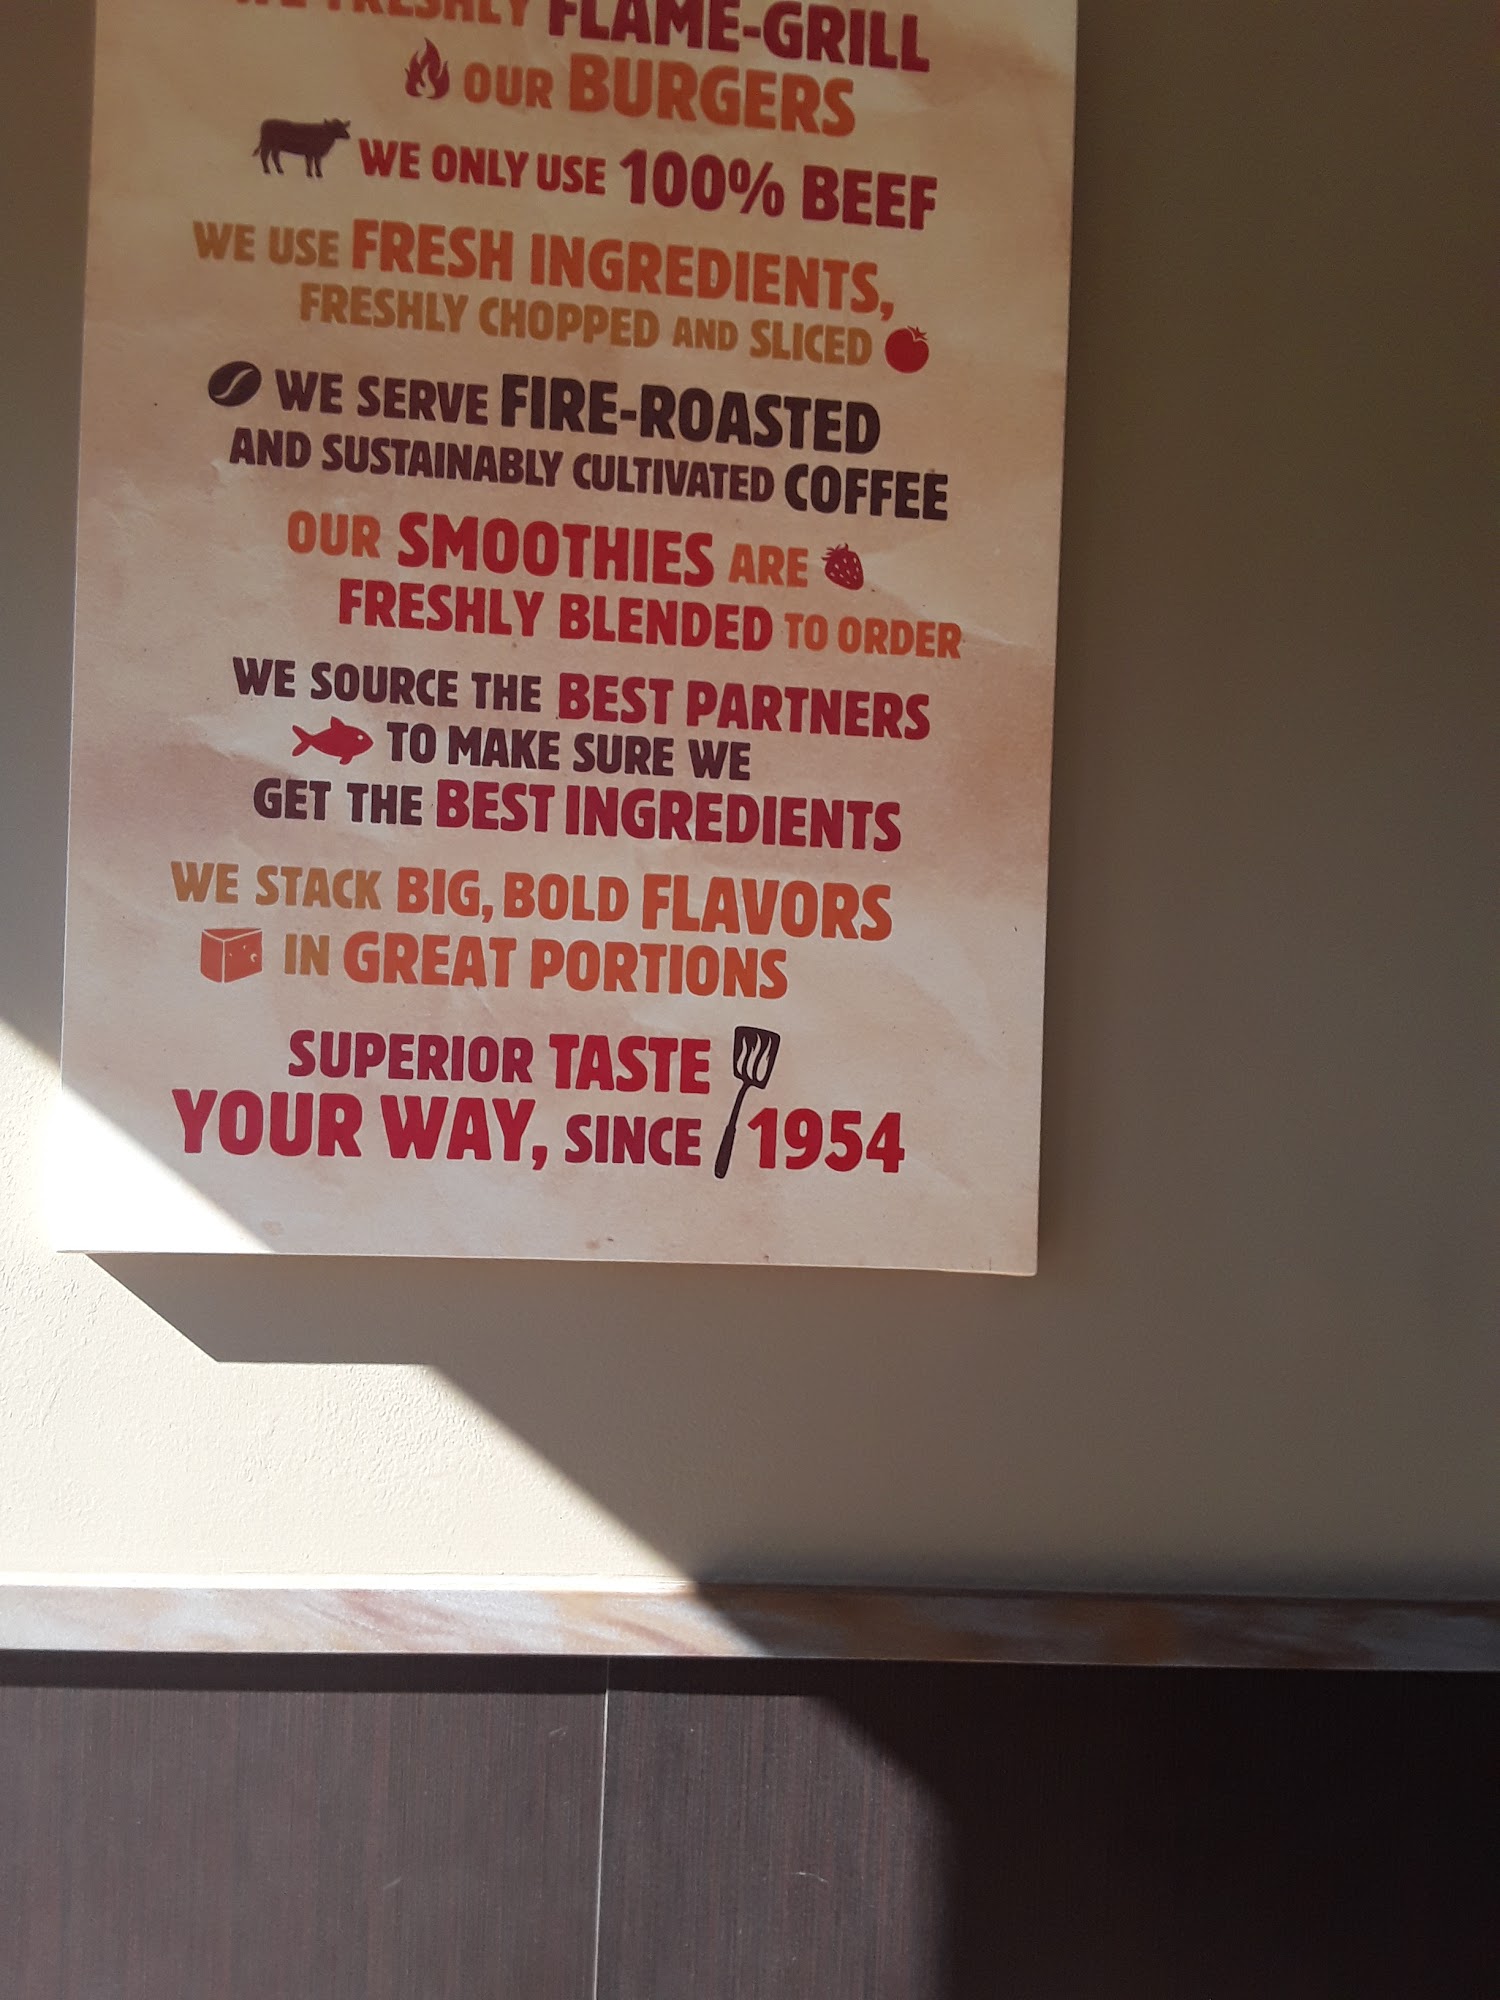 WE FRESHLY FLAME-GRILL
OUR BURGERS
WE ONLY USE 100% BEEF
WE USE FRESH INGREDIENTS,
FRESHLY CHOPPED AND SLICED
WE SERVE FIRE-ROASTED
AND SUSTAINABLY CULTIVATED COFFEE
OUR SMOOTHIES ARE
FRESHLY BLENDED TO ORDER
WE SOURCE THE BEST PARTNERS
TO MAKE SURE WE
GET THE BEST INGREDIENTS
WE STACK BIG, BOLD FLAVORS
IN GREAT PORTIONS
SUPERIOR TASTE
YOUR WAY, SINCE 1954